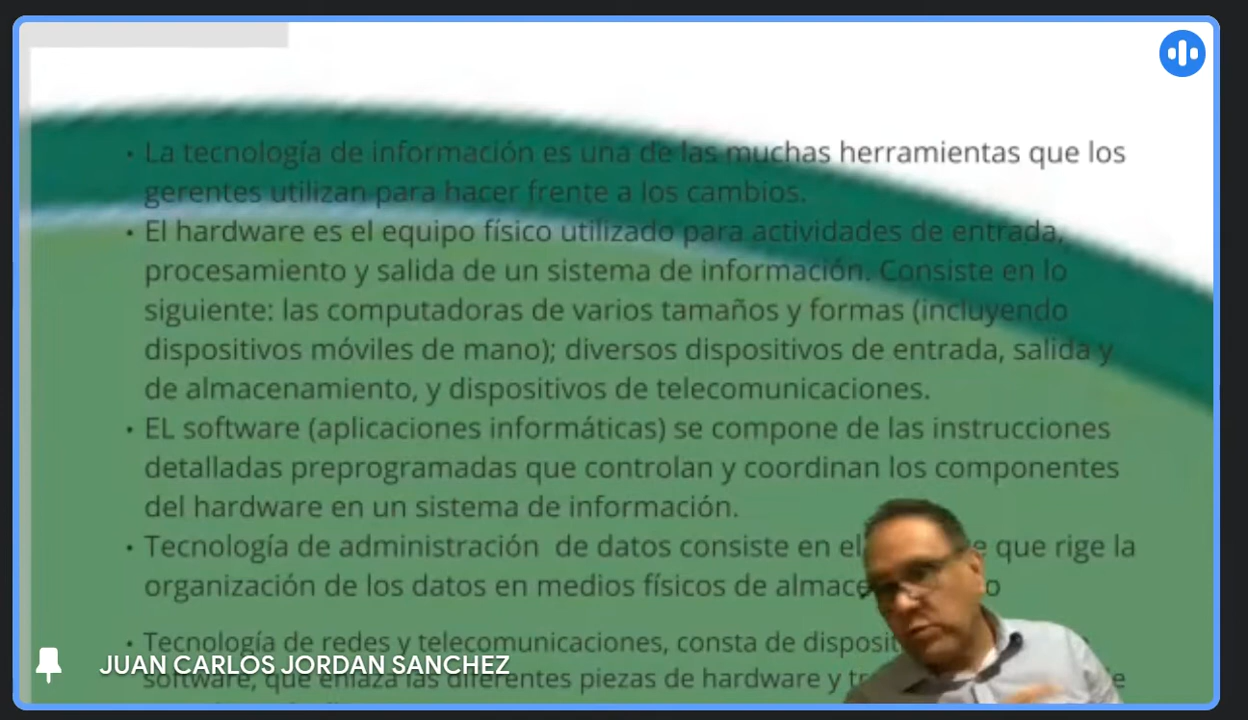 • La tecnología de información es una de las muchas herramientas que los
gerentes utilizan para hacer frente a los cambios.
• El hardware es el equipo físico utilizado para actividades de entrada,
procesamiento y salida de un sistema de información. Consiste en lo
siguiente: las computadoras de varios tamaños y formas (incluyendo
dispositivos móviles de mano); diversos dispositivos de entrada, salida y
de almacenamiento, y dispositivos de telecomunicaciones.
• EL software (aplicaciones informáticas) se compone de las instrucciones
detalladas preprogramadas que controlan y coordinan los componentes
del hardware en un sistema de información.
• Tecnología de administración de datos consiste en el que rige la
organización de los datos en medios físicos de
• Tecnología de redes y telecomunicaciones, consta de
software, que enlaza las diferentes piezas de hardware y
JUAN CARLOS JORDAN SANCHEZ